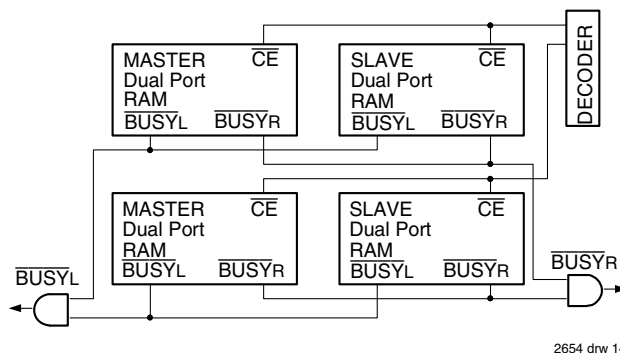 MASTER CE
Dual Port
RAM
BUSYL BUSYR
SLAVE CE
Dual Port
RAM
BUSYL BUSYR
DECODER
MASTER CE
Dual Port
RAM
BUSYL BUSYR
SLAVE CE
Dual Port
RAM
BUSYL BUSYR
BUSYL
BUSYR
2654 drw